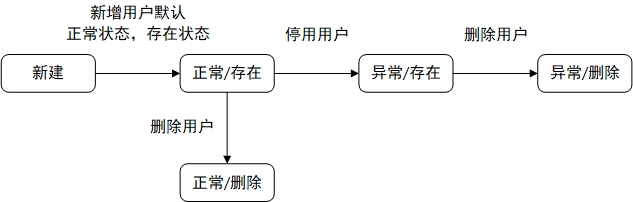 新增用户默认
正常状态，存在状态
停用用户
删除用户
新建
正常/存在
异常/存在
异常/删除
删除用户
正常/删除